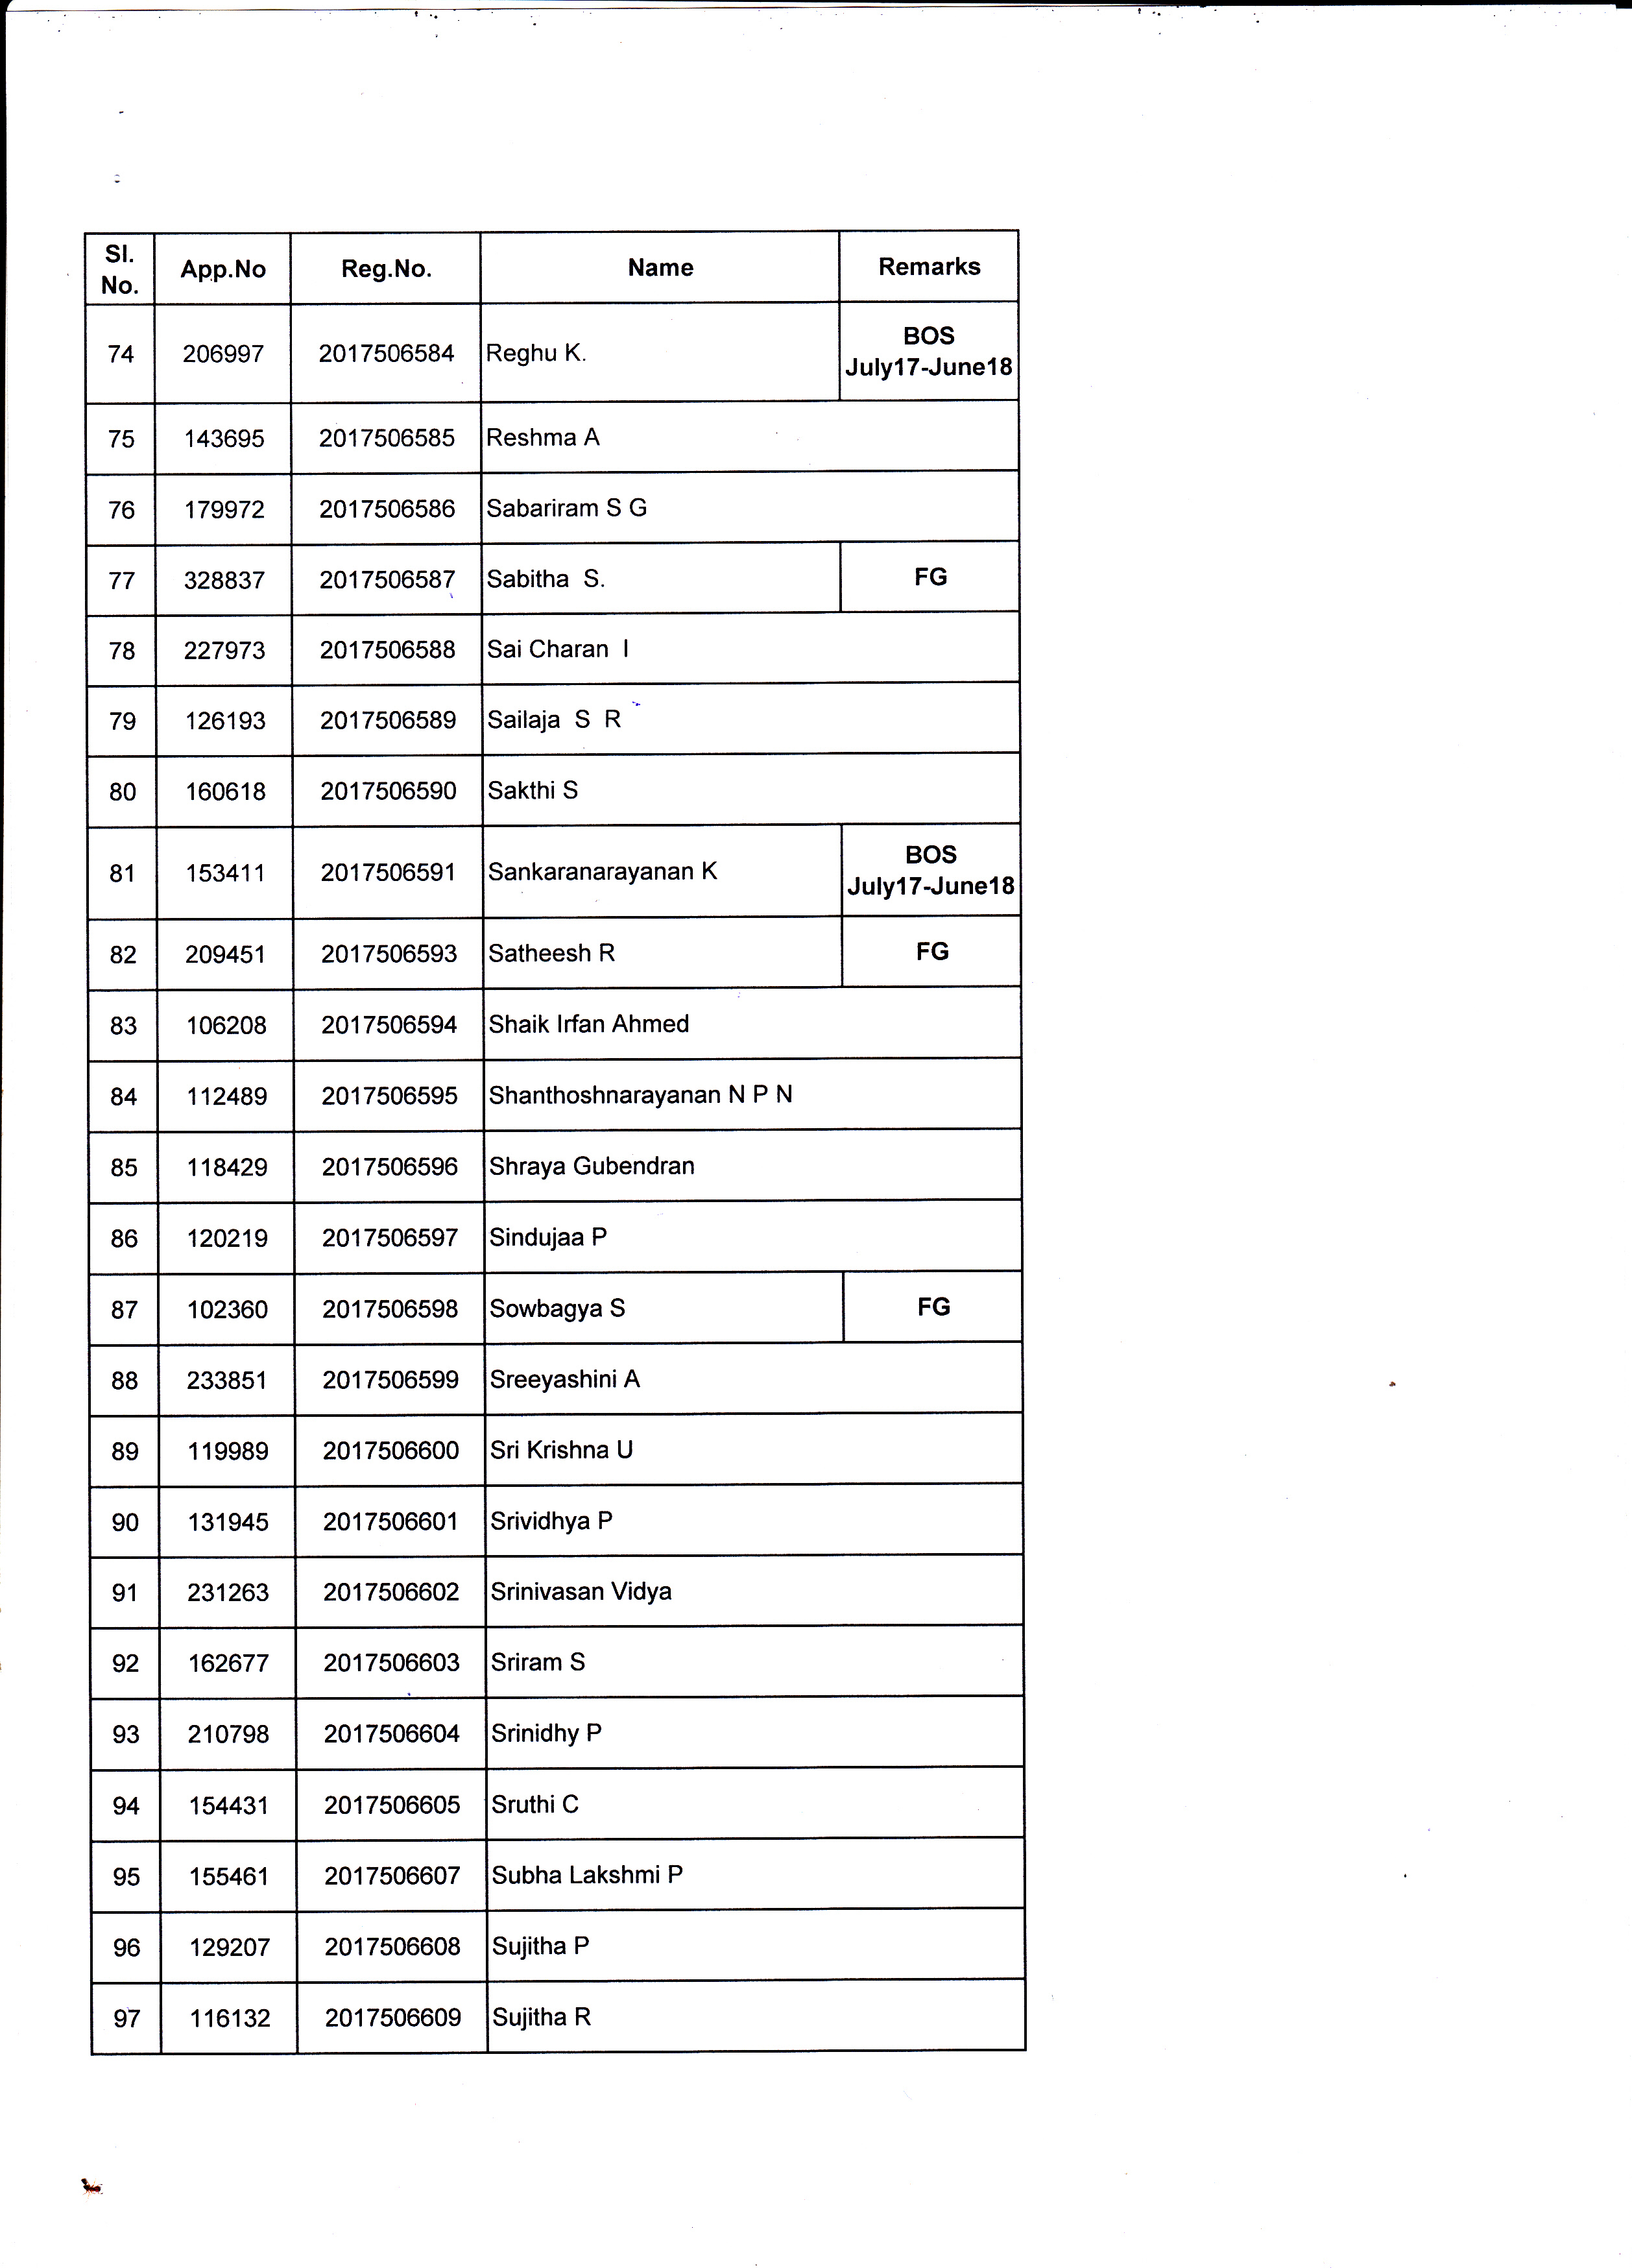 Sl. No. App.No Reg.No. Name Remarks
74 206997 2017506584 Reghu K. BOS July17-June18
75 143695 2017506585 Reshma A
76 179972 2017506586 Sabariram S G
77 328837 2017506587 Sabitha S. FG
78 227973 2017506588 Sai Charan I
79 126193 2017506589 Sailaja S R
80 160618 2017506590 Sakthi S
81 153411 2017506591 Sankaranarayanan K BOS July17-June18
82 209451 2017506593 Satheesh R FG
83 106208 2017506594 Shaik Irfan Ahmed
84 112489 2017506595 Shanthoshnarayanan N P N
85 118429 2017506596 Shraya Gubendran
86 120219 2017506597 Sindujaa P
87 102360 2017506598 Sowbagya S FG
88 233851 2017506599 Sreeyashini A
89 119989 2017506600 Sri Krishna U
90 131945 2017506601 Srividhya P
91 231263 2017506602 Srinivasan Vidya
92 162677 2017506603 Sriram S
93 210798 2017506604 Srinidhy P
94 154431 2017506605 Sruthi C
95 155461 2017506607 Subha Lakshmi P
96 129207 2017506608 Sujitha P
97 116132 2017506609 Sujitha R